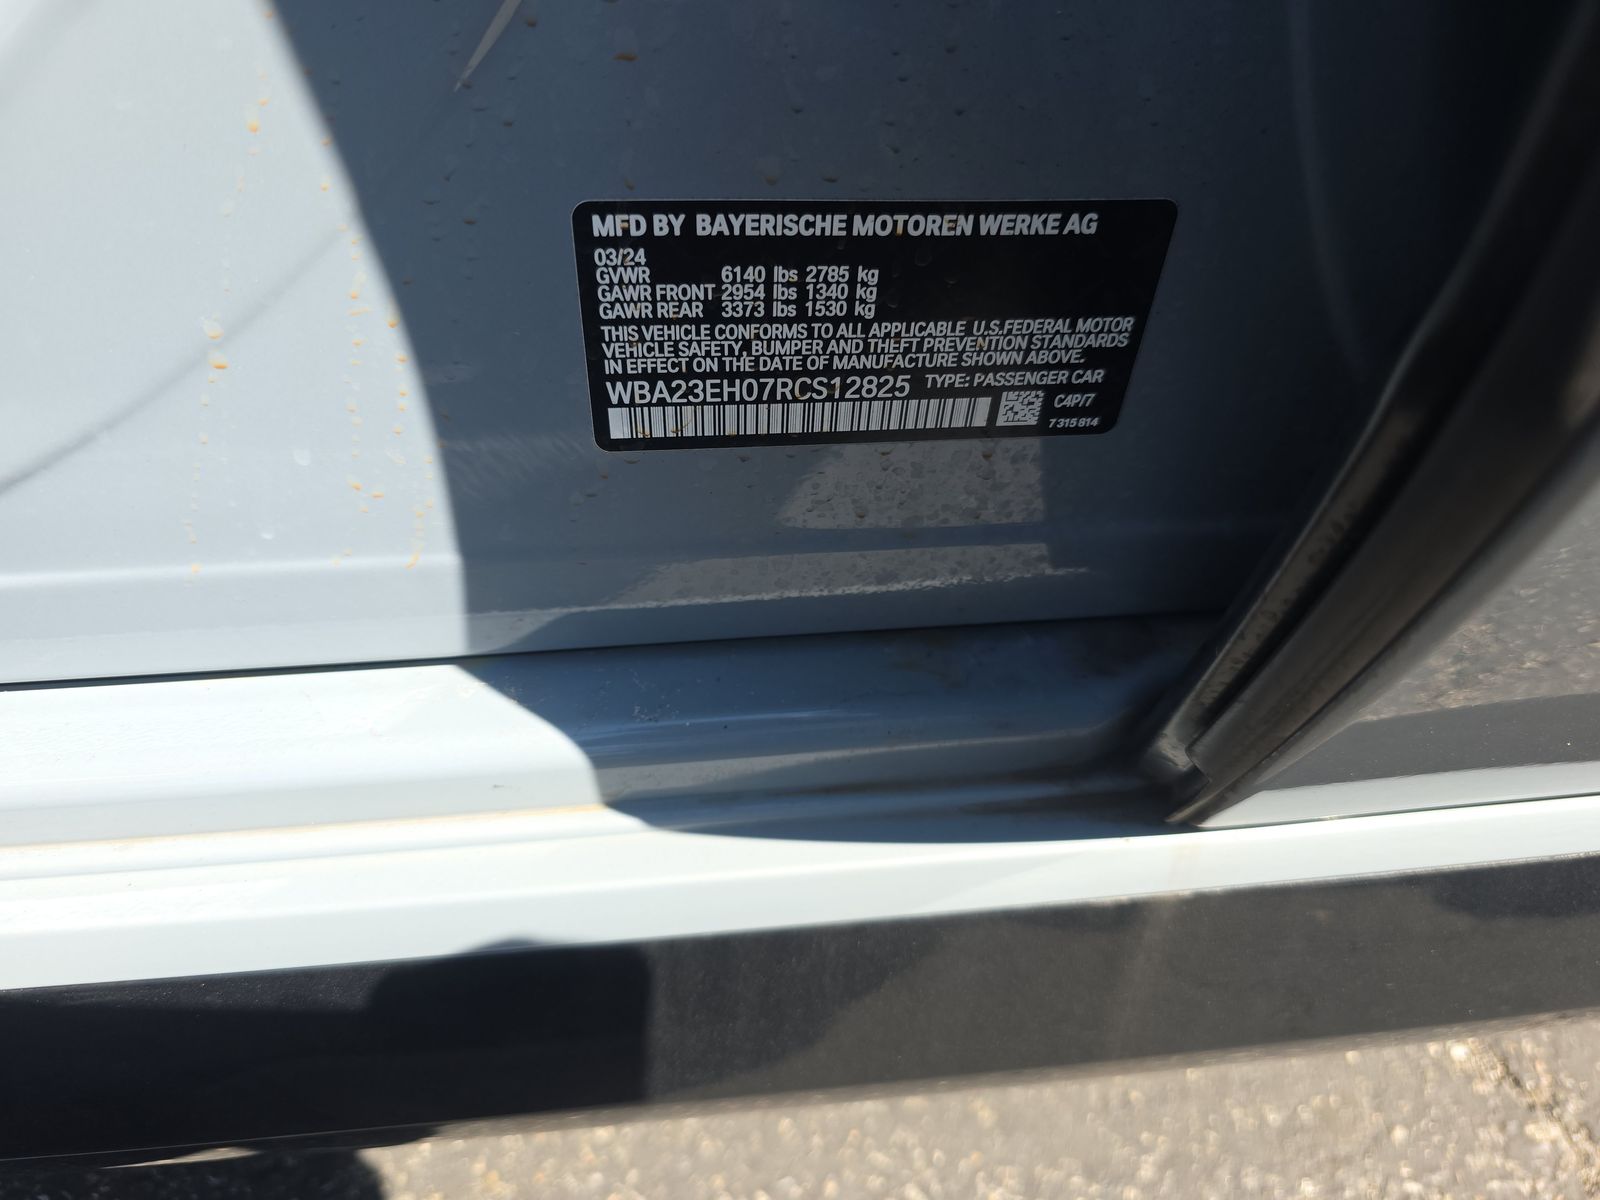 MFD BY BAYERISCHE MOTOREN WERKE AG
03/24
GVWR 6140 lbs 2785 kg
GAWR FRONT 2954 lbs 1340 kg
GAWR REAR 3373 lbs 1530 kg
THIS VEHICLE CONFORMS TO ALL APPLICABLE U.S.FEDERAL MOTOR
VEHICLE SAFETY, BUMPER AND THEFT PREVENTION STANDARDS
IN EFFECT ON THE DATE OF MANUFACTURE SHOWN ABOVE.
WBA23EH07RCS12825 TYPE: PASSENGER CAR
C4P/7
7 315 814